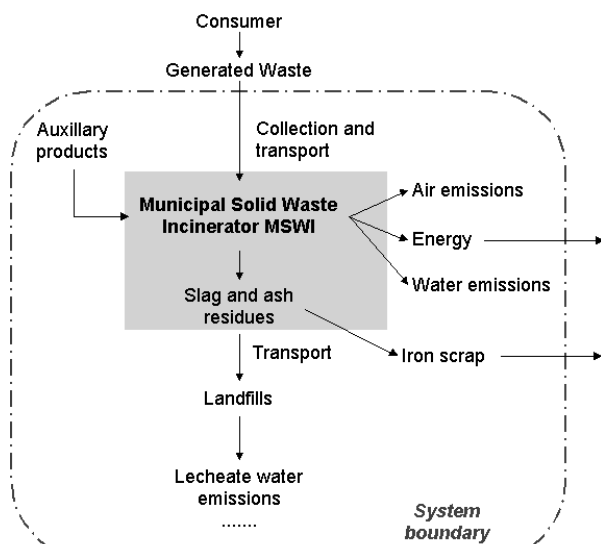 Consumer
Generated Waste
Auxillary
products
Collection and
transport
Municipal Solid Waste
Incinerator MSWI
Air emissions
Energy
Water emissions
Slag and ash
residues
Transport
Iron scrap
Landfills
Lecheate water
emissions
.......
System
boundary